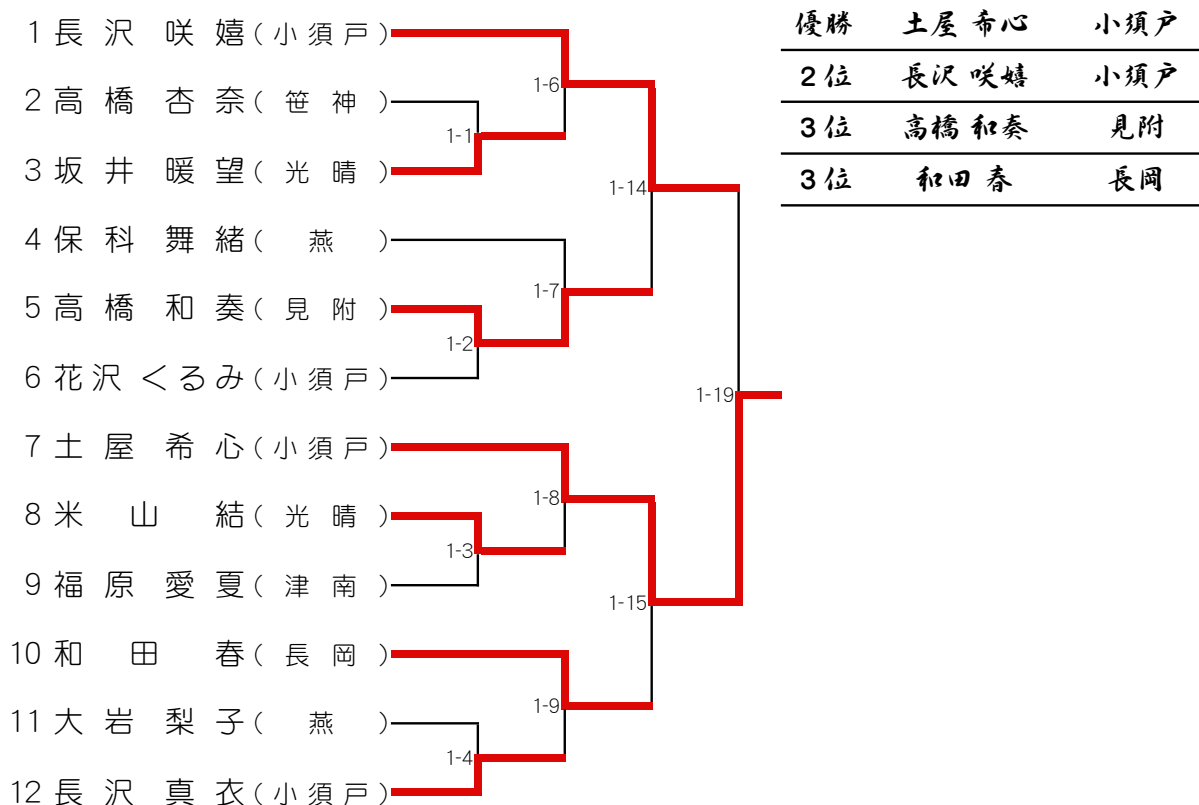 1 長沢 咲嬉(小須戸)
2 高橋 杏奈(笹神)
3 坂井 暖望(光晴)
4 保科 舞緒(燕)
5 高橋 和奏(見附)
6 花沢 くるみ(小須戸)
7 土屋 希心(小須戸)
8 米山 結(光晴)
9 福原 愛夏(津南)
10 和田 春(長岡)
11 大岩 梨子(燕)
12 長沢 真衣(小須戸)
1-1
1-2
1-3
1-4
1-6
1-7
1-8
1-9
1-14
1-15
1-19
優勝 土屋 希心 小須戸
2位 長沢 咲嬉 小須戸
3位 高橋 和奏 見附
3位 和田 春 長岡